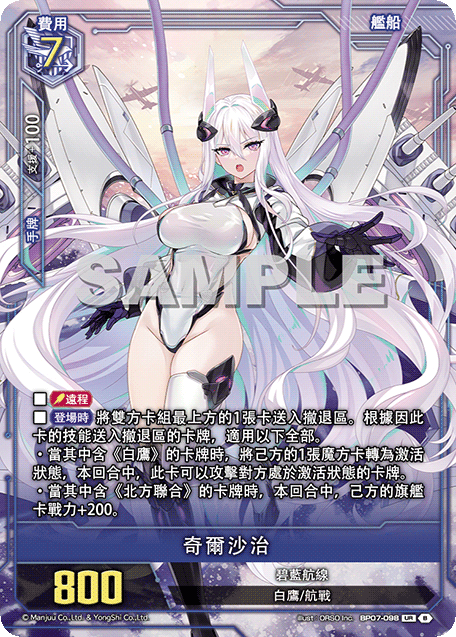 費用
7
艦船
支援+100
手牌 1
SAMPLE
■ 遠程
■ 登場時 將雙方卡組最上方的1張卡送入撤退區。根據因此
卡的技能送入撤退區的卡牌，適用以下全部。
・當其中含《白鷹》的卡牌時，將己方的1張魔方卡轉為激活
狀態，本回合中，此卡可以攻擊對方處於激活狀態的卡牌。
・當其中含《北方聯合》的卡牌時，本回合中，己方的旗艦
卡戰力+200。
奇爾沙治
800
碧藍航線
白鷹/航戰
© Manjuu Co.,Ltd. & YongShi Co.,Ltd.
Illust ORSO Inc.
BP07-098 UR